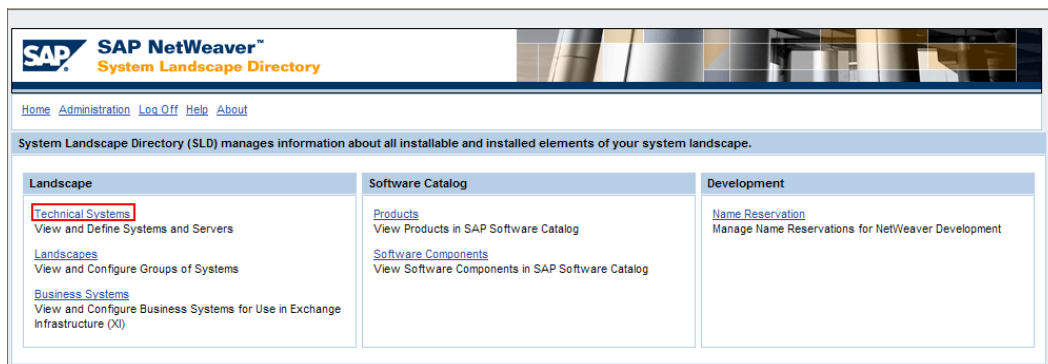 SAP
SAP NetWeaver™
System Landscape Directory
Home Administration Log Off Help About
System Landscape Directory (SLD) manages information about all installable and installed elements of your system landscape.
Landscape
Technical Systems
View and Define Systems and Servers
Landscapes
View and Configure Groups of Systems
Business Systems
View and Configure Business Systems for Use in Exchange
Infrastructure (XI)
Software Catalog
Products
View Products in SAP Software Catalog
Software Components
View Software Components in SAP Software Catalog
Development
Name Reservation
Manage Name Reservations for NetWeaver Development